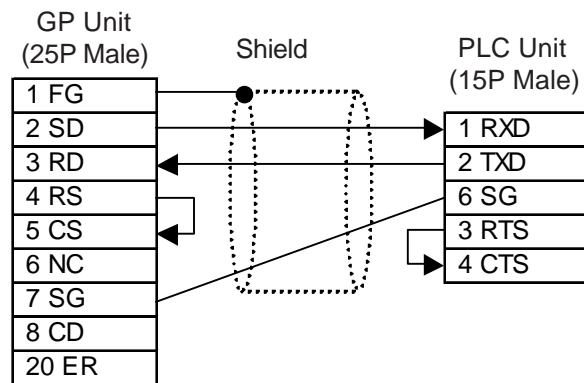 GP Unit
(25P Male)
Shield
PLC Unit
(15P Male)
1 FG
2 SD
3 RD
4 RS
5 CS
6 NC
7 SG
8 CD
20 ER
1 RXD
2 TXD
6 SG
3 RTS
4 CTS